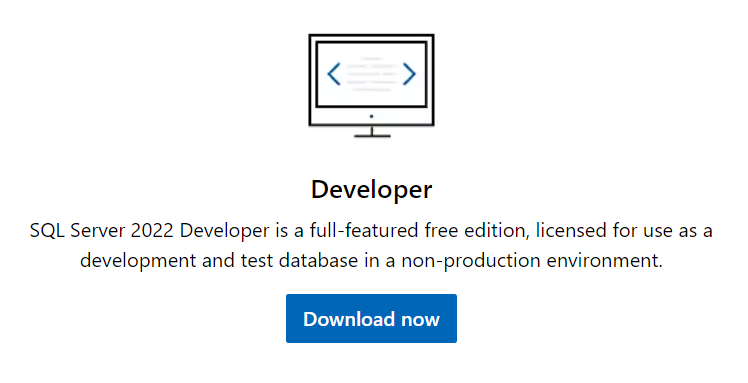 Developer
SQL Server 2022 Developer is a full-featured free edition, licensed for use as a
development and test database in a non-production environment.
Download now